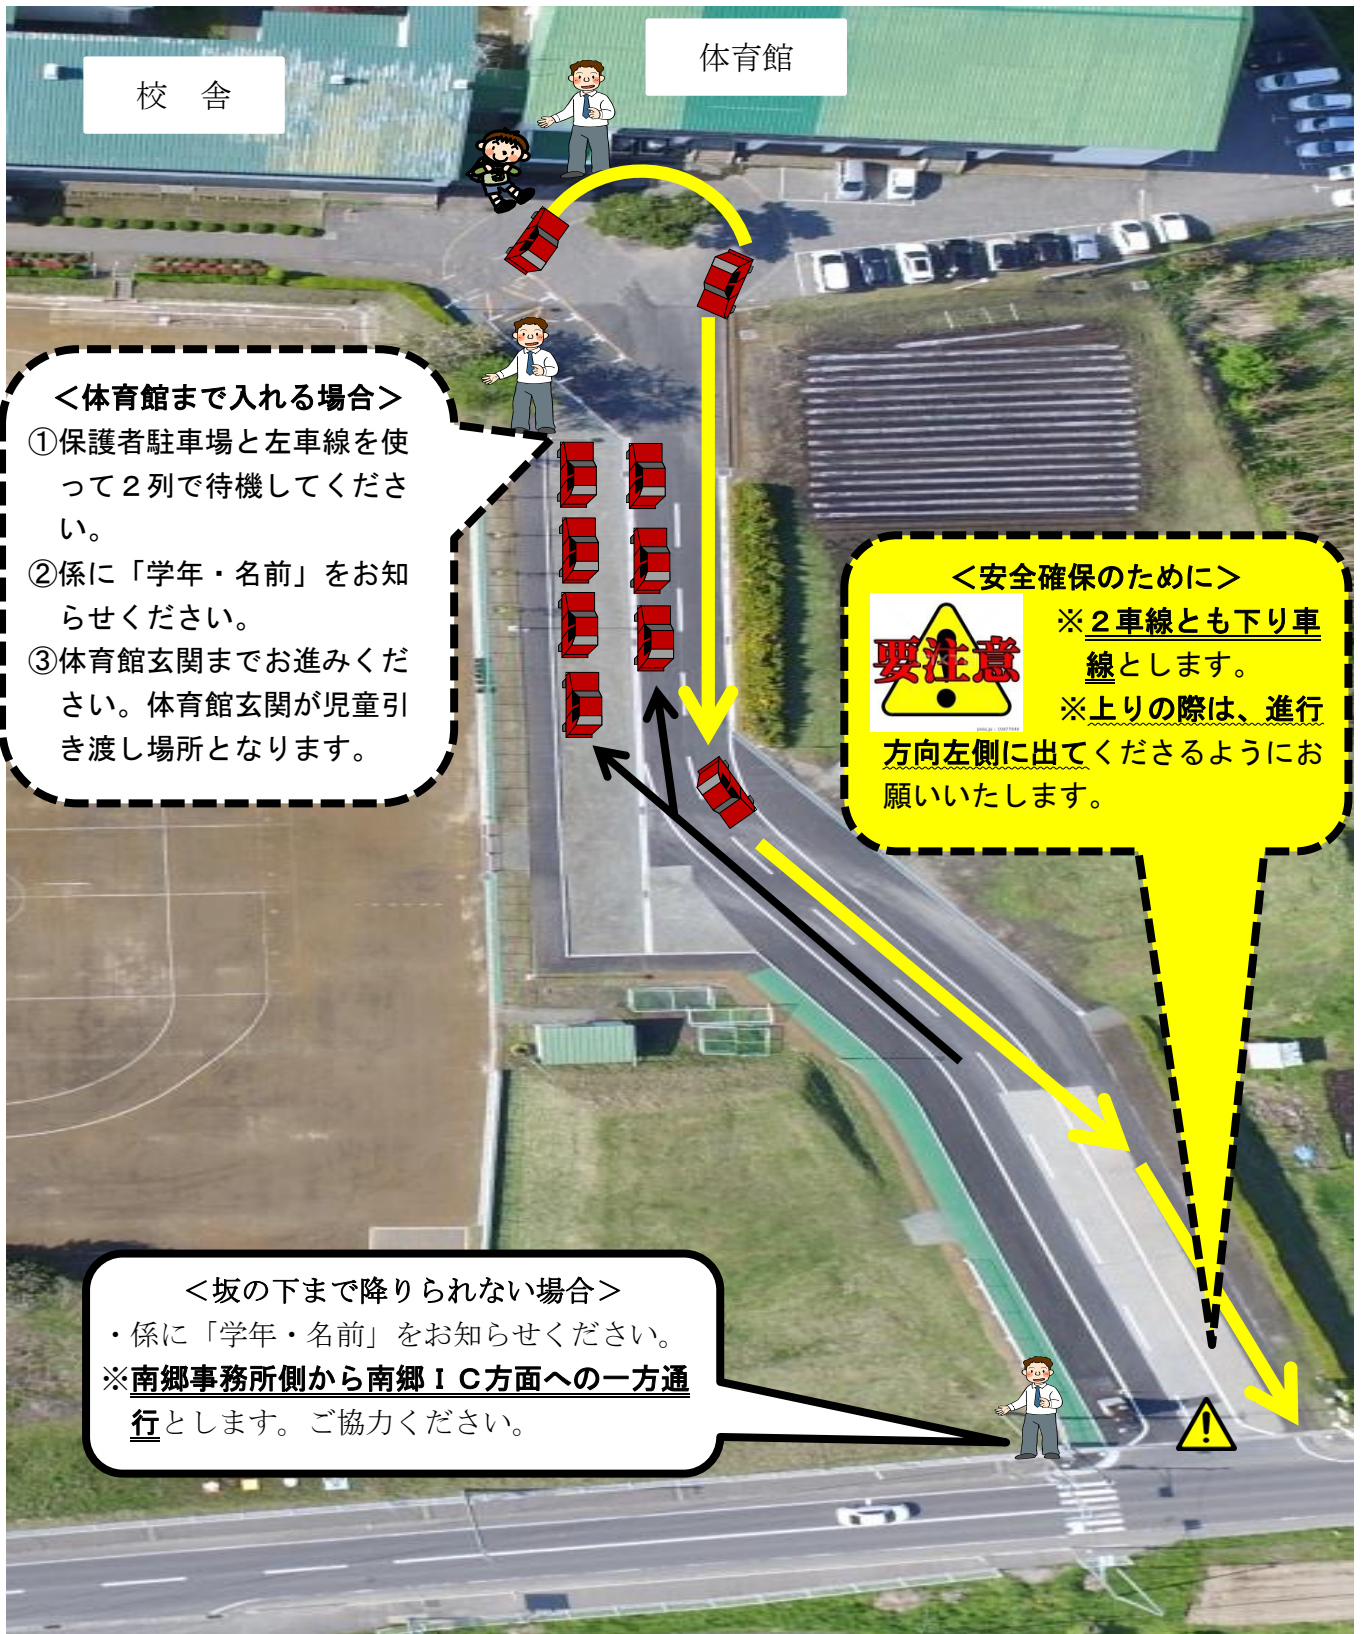 校　舎
体育館
＜体育館まで入れる場合＞
①保護者駐車場と左車線を使
って２列で待機してくださ
い。
②係に「学年・名前」をお知
らせください。
③体育館玄関までお進みくだ
さい。体育館玄関が児童引
き渡し場所となります。
＜安全確保のために＞
要注意
※２車線とも下り車
線とします。
※上りの際は、進行
方向左側に出てくださるようにお
願いいたします。
＜坂の下まで降りられない場合＞
・係に「学年・名前」をお知らせください。
※南郷事務所側から南郷ＩＣ方面への一方通
行とします。ご協力ください。